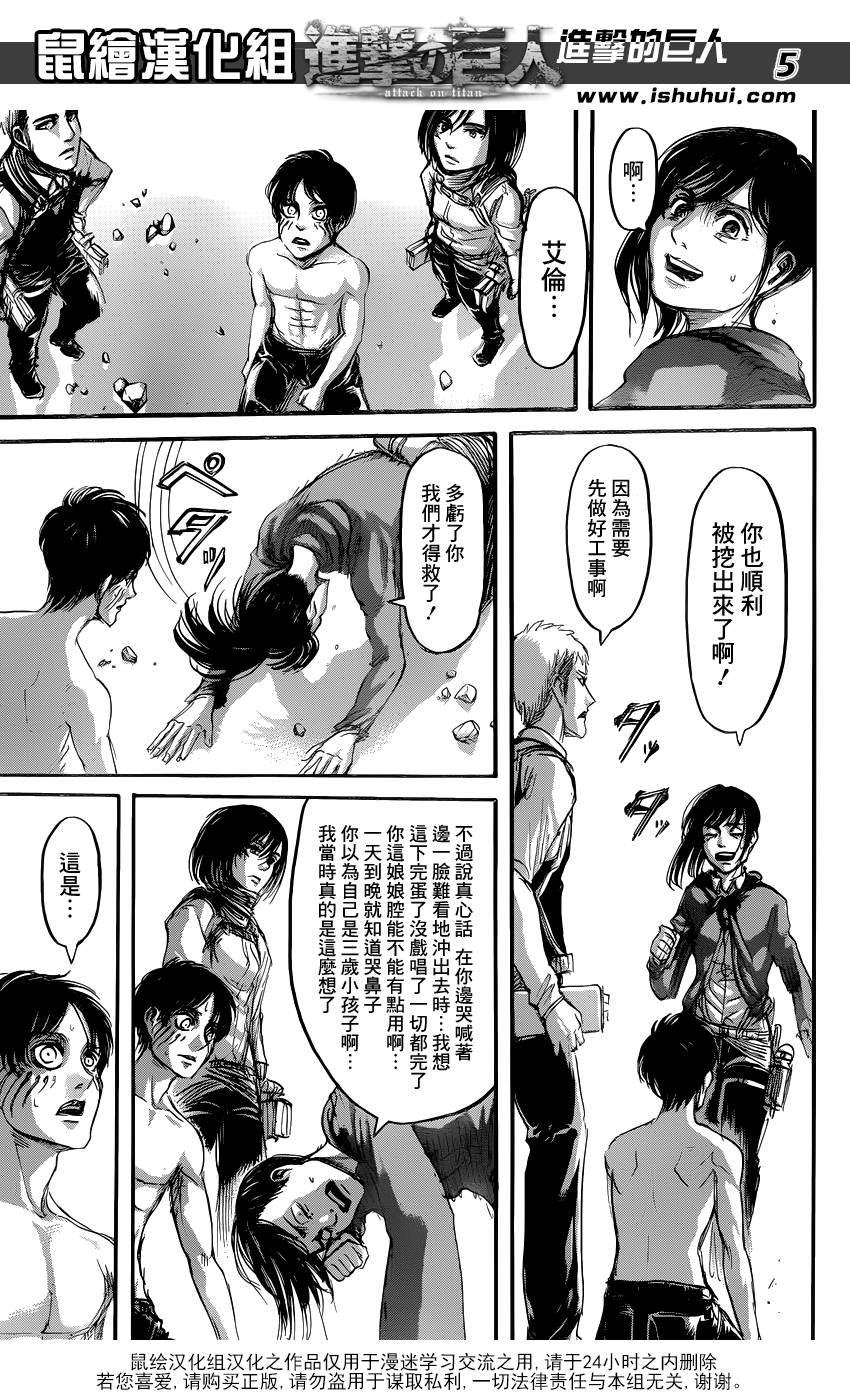 鼠繪漢化組
進撃の巨人
attack on titan
進擊的巨人
www.ishuhui.com
5
啊…
艾倫…
你也順利
被挖出來了啊!
因為需要
先做好工事啊
タッ
タッ
多虧了你
我們才得救了!
ペタッ
不過說真心話 在你邊哭喊著
邊一臉難看地沖出去時…我想
這下完蛋了沒戲唱了一切都完了
你這娘娘腔能不能有點用啊…
一天到晚就知道哭鼻子
你以為自己是三歲小孩子啊…
我當時真的是這麼想了
這是…
鼠绘汉化组汉化之作品仅用于漫迷学习交流之用, 请于24小时之内删除
若您喜爱, 请购买正版, 请勿盗用于谋取私利, 一切法律责任与本组无关, 谢谢。